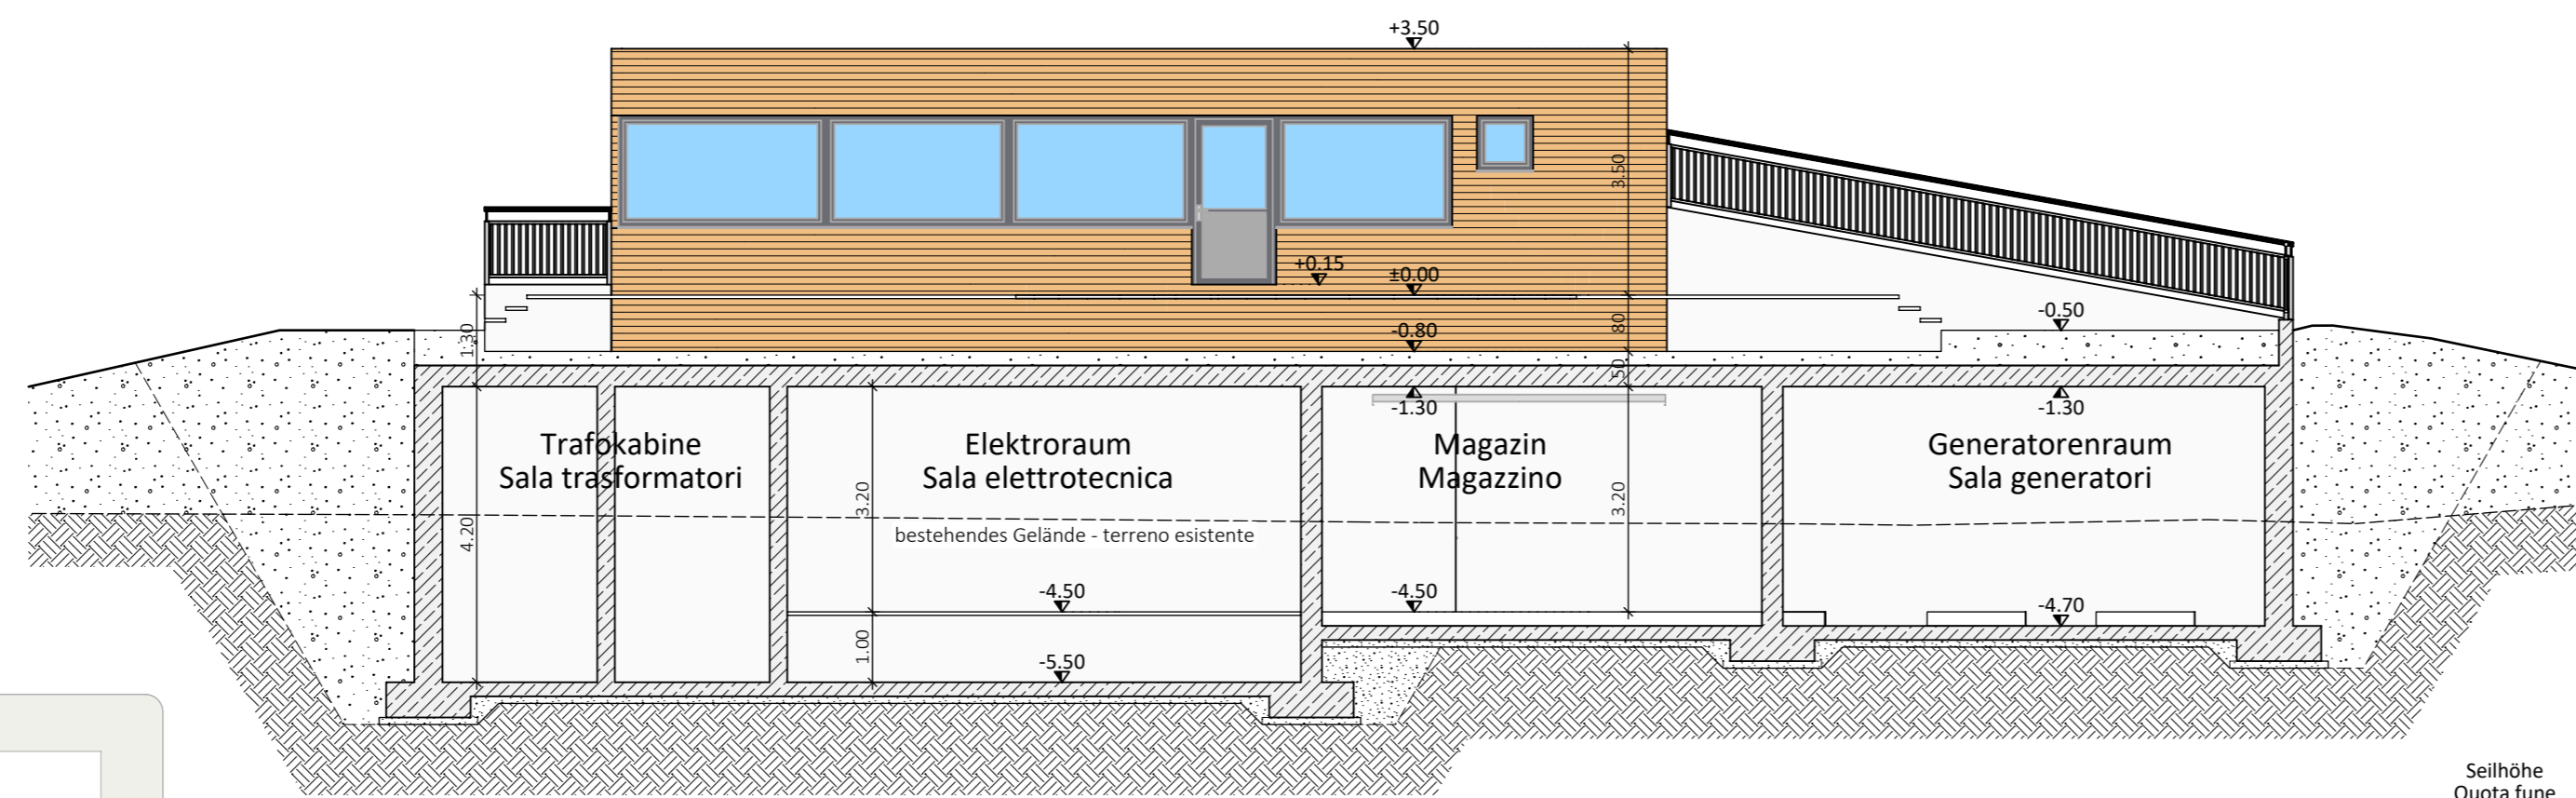 +3.50
3.50
+0.15
±0.00
-0.80
80
-0.50
1.30
50
-1.30
-1.30
Trafokabine
Sala trasformatori
Elektroraum
Sala elettrotecnica
Magazin
Magazzino
Generatorenraum
Sala generatori
4.20
3.20
3.20
bestehendes Gelände - terreno esistente
-4.50
-4.50
-4.70
1.00
-5.50
Seilhöhe
Quota fune